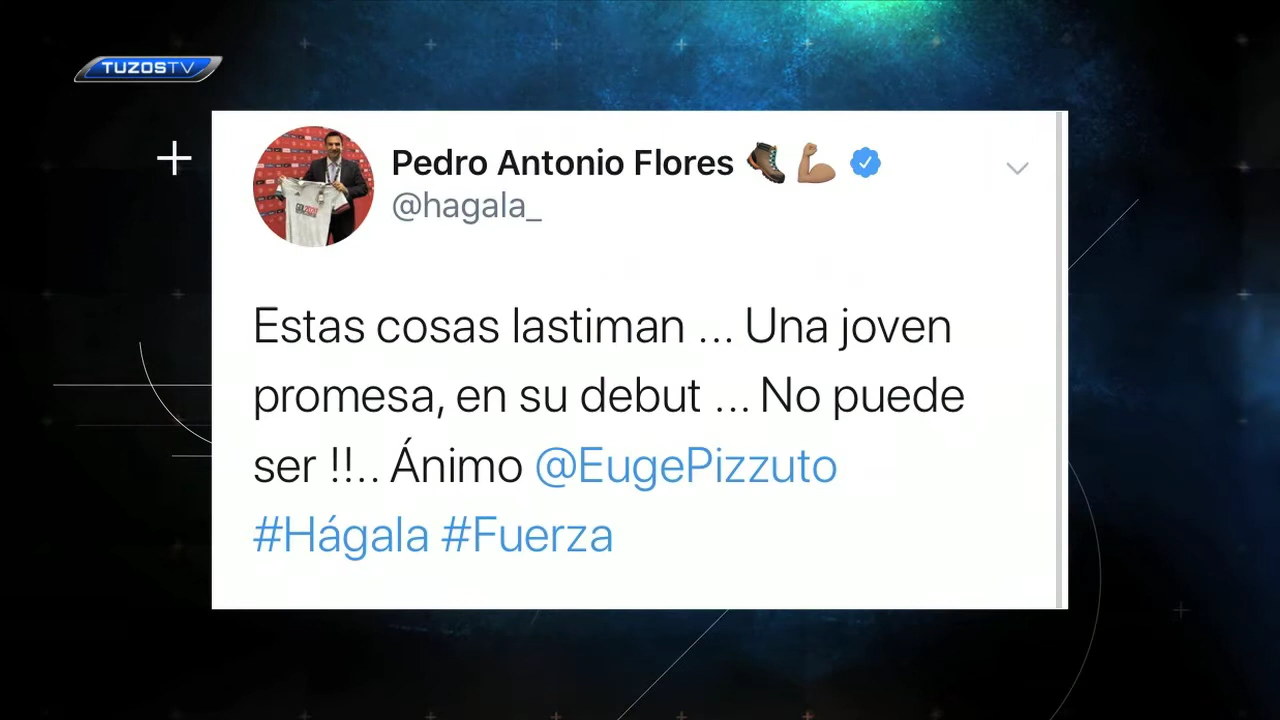 TUZOSTV
Pedro Antonio Flores
@hagala_
Estas cosas lastiman ... Una joven
promesa, en su debut ... No puede
ser !!.. Ánimo @EugePizzuto
#Hágala #Fuerza